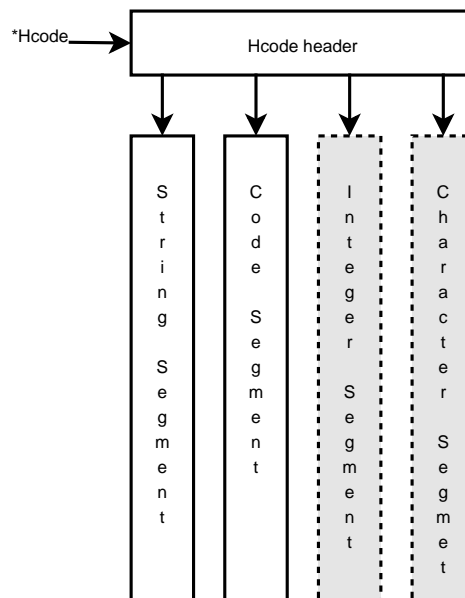 *Hcode
Hcode header
String Segment
Code Segment
Integer Segment
Character Segmet